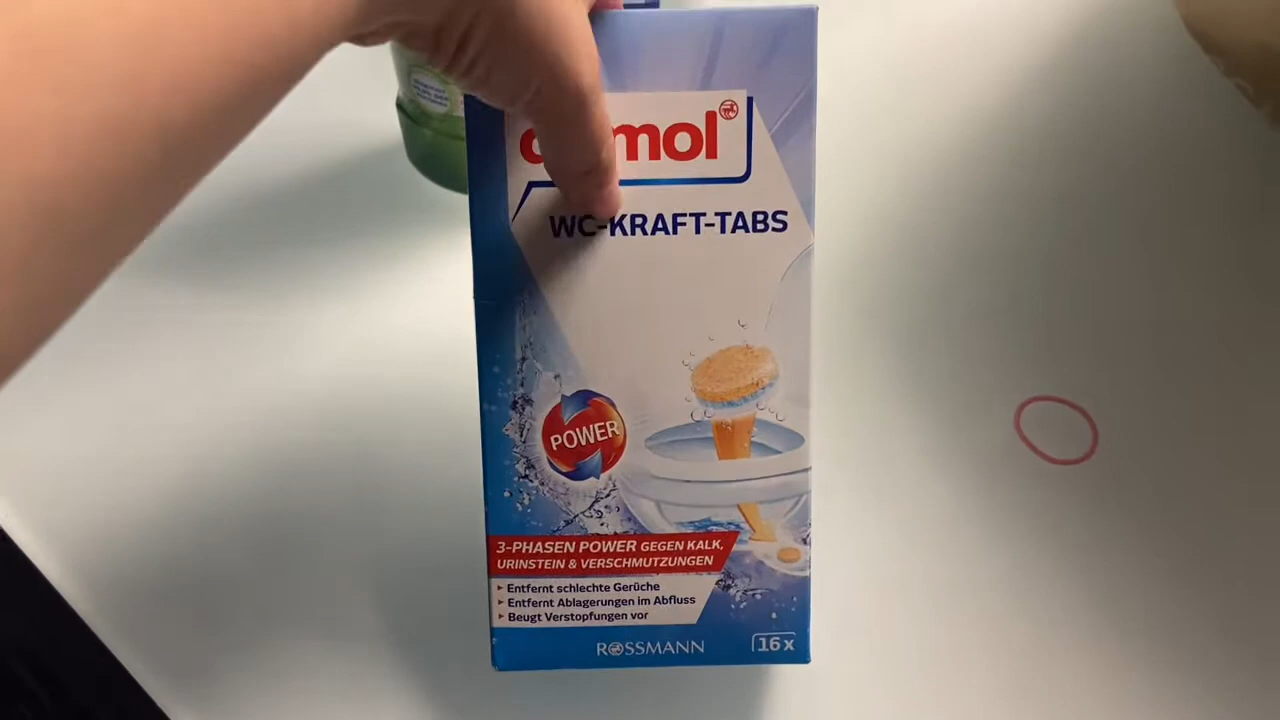 mol
WC-KRAFT-TABS
POWER
3-PHASEN POWER GEGEN KALK,
URINSTEIN & VERSCHMUTZUNGEN
Entfernt schlechte Gerüche
Entfernt Ablagerungen im Abfluss
Beugt Verstopfungen vor
ROSSMANN
16x